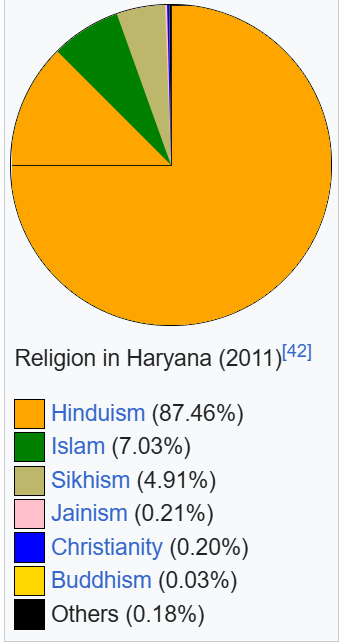 Religion in Haryana (2011)[42]
Hinduism (87.46%)
Islam (7.03%)
Sikhism (4.91%)
Jainism (0.21%)
Christianity (0.20%)
Buddhism (0.03%)
Others (0.18%)